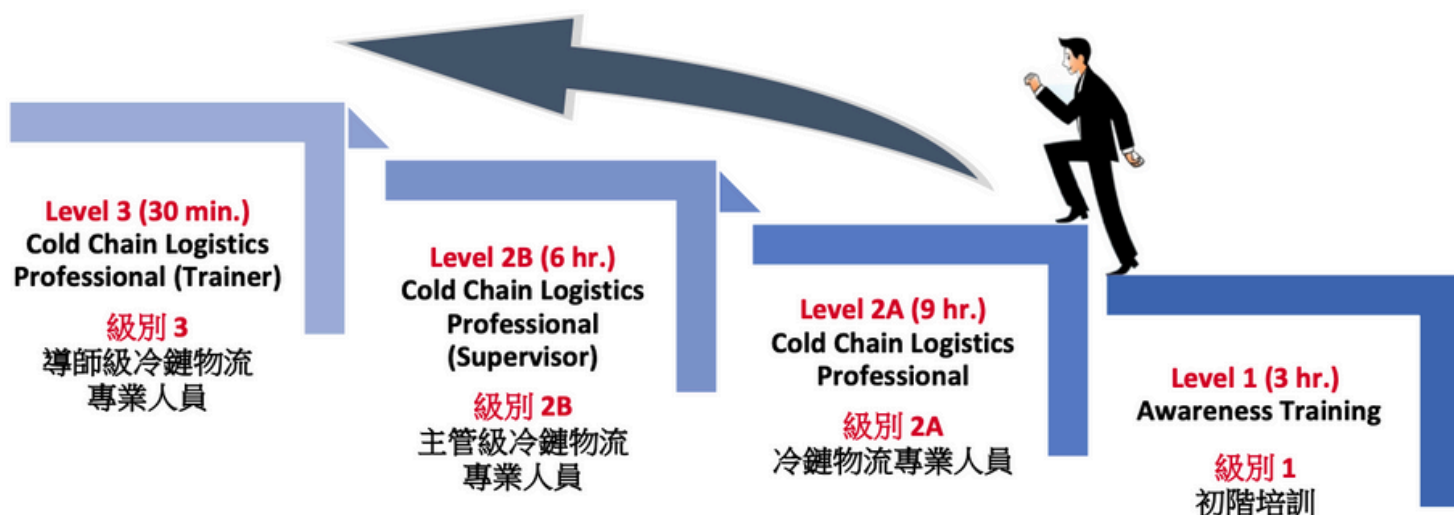 Level 3 (30 min.)
Cold Chain Logistics
Professional (Trainer)
級別 3
導師級冷鏈物流
專業人員
Level 2B (6 hr.)
Cold Chain Logistics
Professional
(Supervisor)
級別 2B
主管級冷鏈物流
專業人員
Level 2A (9 hr.)
Cold Chain Logistics
Professional
級別 2A
冷鏈物流專業人員
Level 1 (3 hr.)
Awareness Training
級別 1
初階培訓